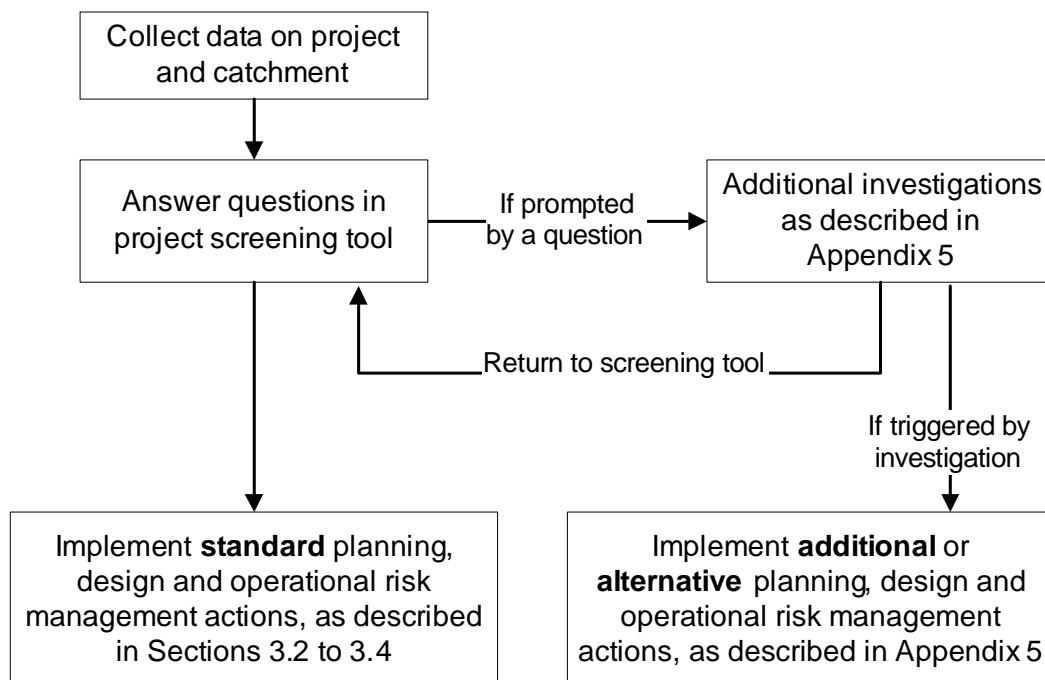 Collect data on project
and catchment
Answer questions in
project screening tool
If prompted
by a question
Additional investigations
as described in
Appendix 5
Return to screening tool
If triggered by
investigation
Implement standard planning,
design and operational risk
management actions, as described
in Sections 3.2 to 3.4
Implement additional or
alternative planning, design and
operational risk management
actions, as described in Appendix 5